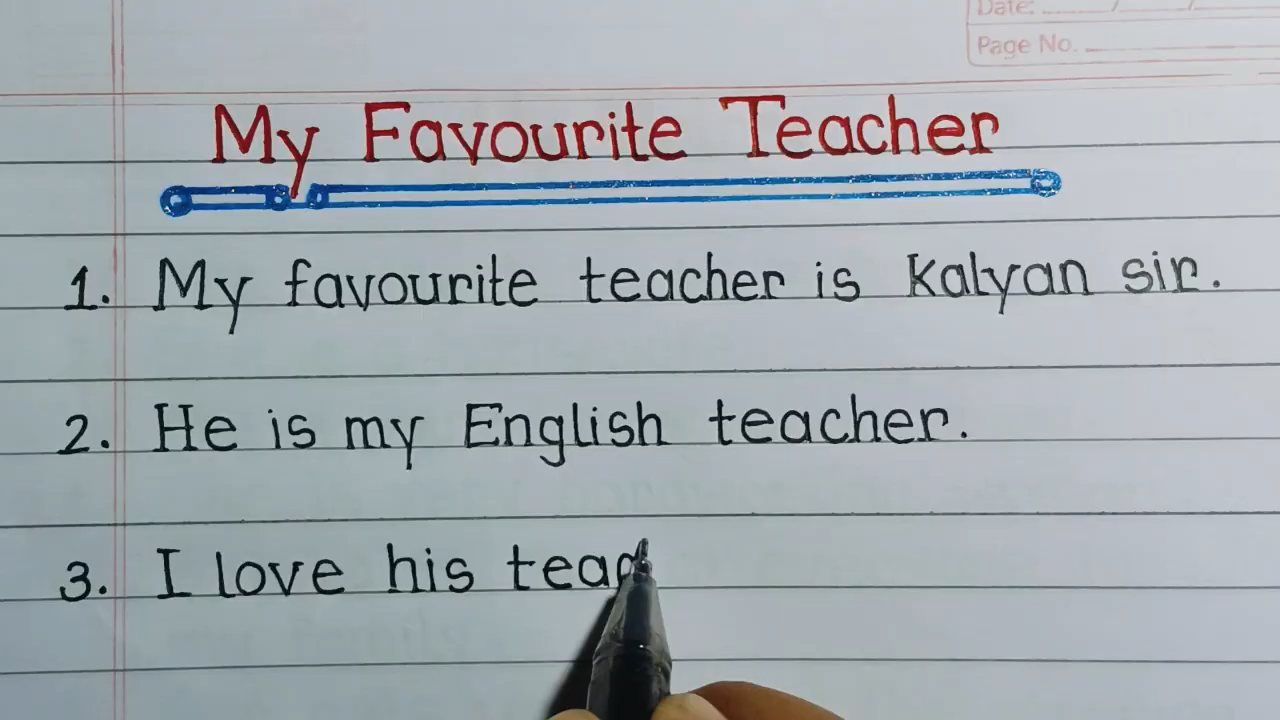 Date: ....../....../
Page No.
My Favourite Teacher
1. My favourite teacher is Kalyan sir.
2. He is my English teacher.
3. I love his teac